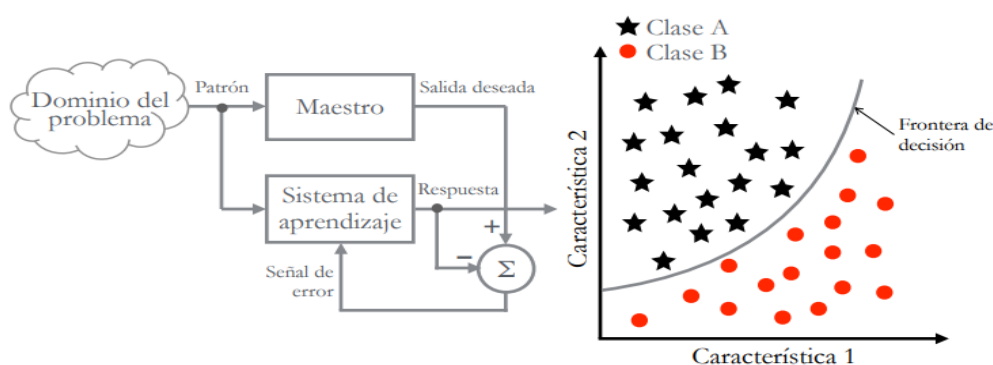 Dominio del
problema
Patrón
Maestro
Salida deseada
Sistema de
aprendizaje
Respuesta
+
−
Σ
Señal de
error
Clase A
Clase B
Frontera de
decisión
Característica 2
Característica 1